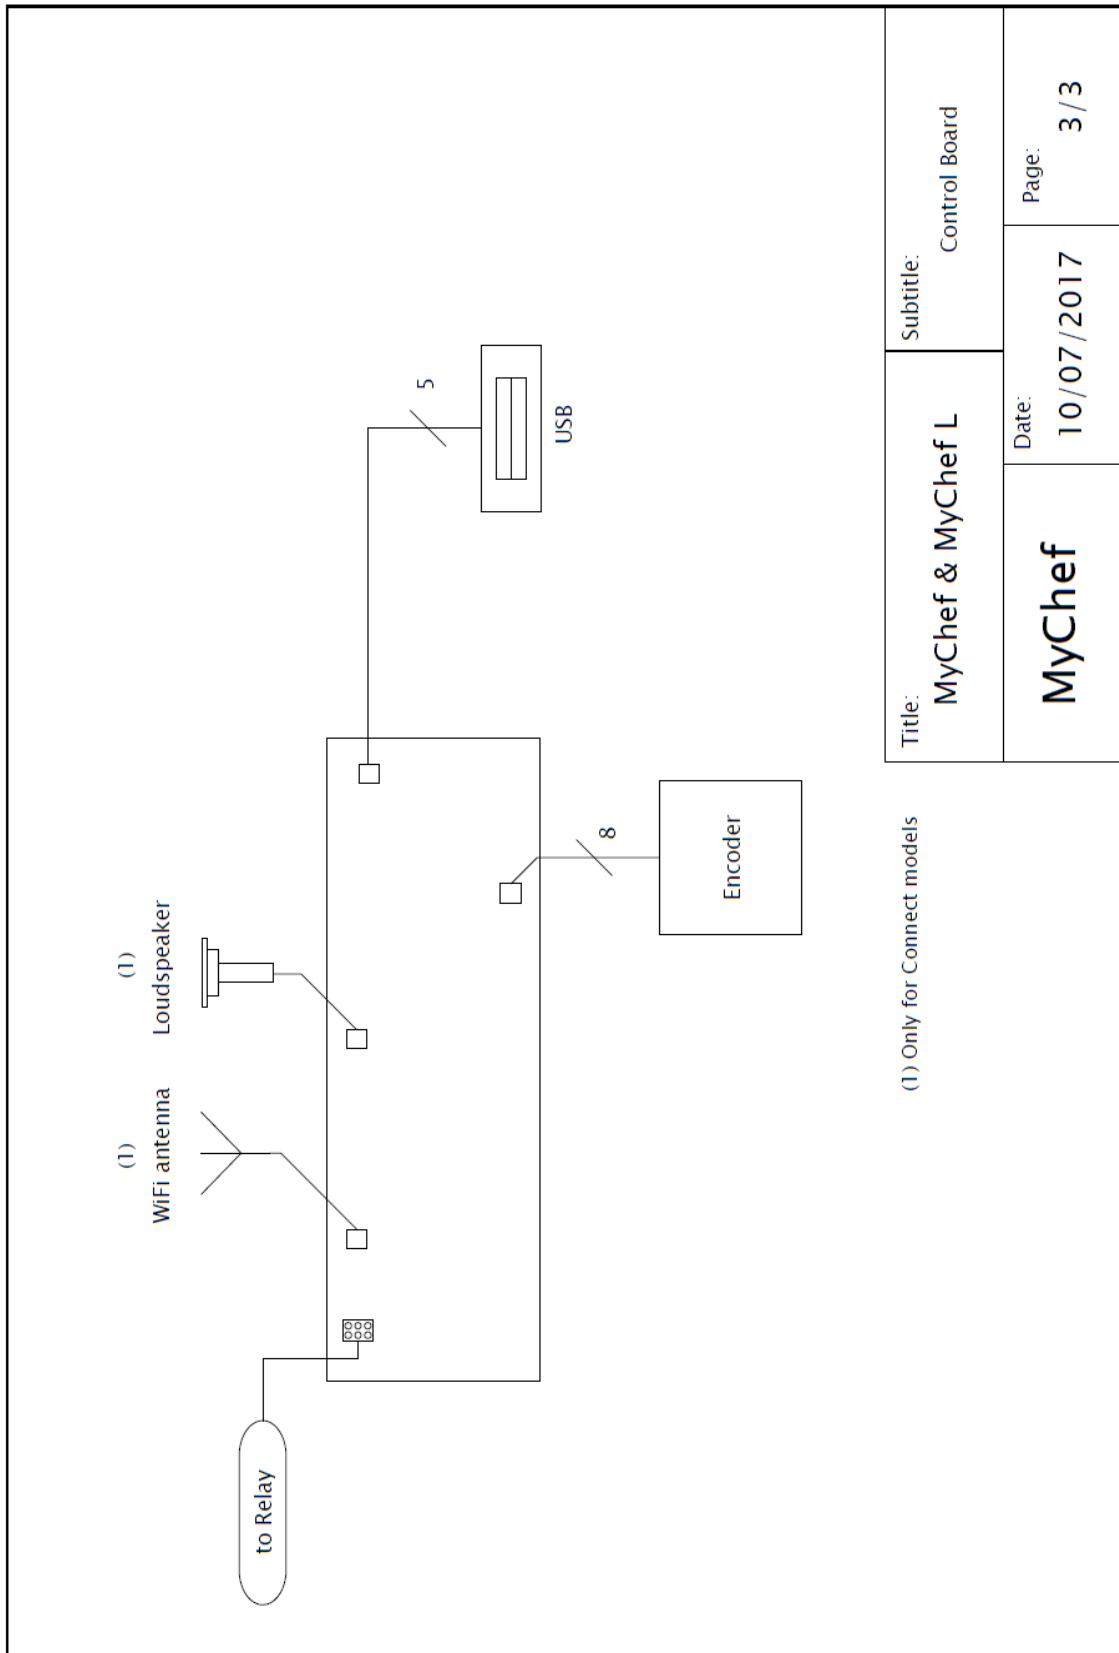 (1)
WiFi antenna
(1)
Loudspeaker
to Relay
5
USB
8
Encoder
(1) Only for Connect models
Title:
MyChef & MyChef L
Subtitle:
Control Board
MyChef
Date:
10/07/2017
Page:
3/3